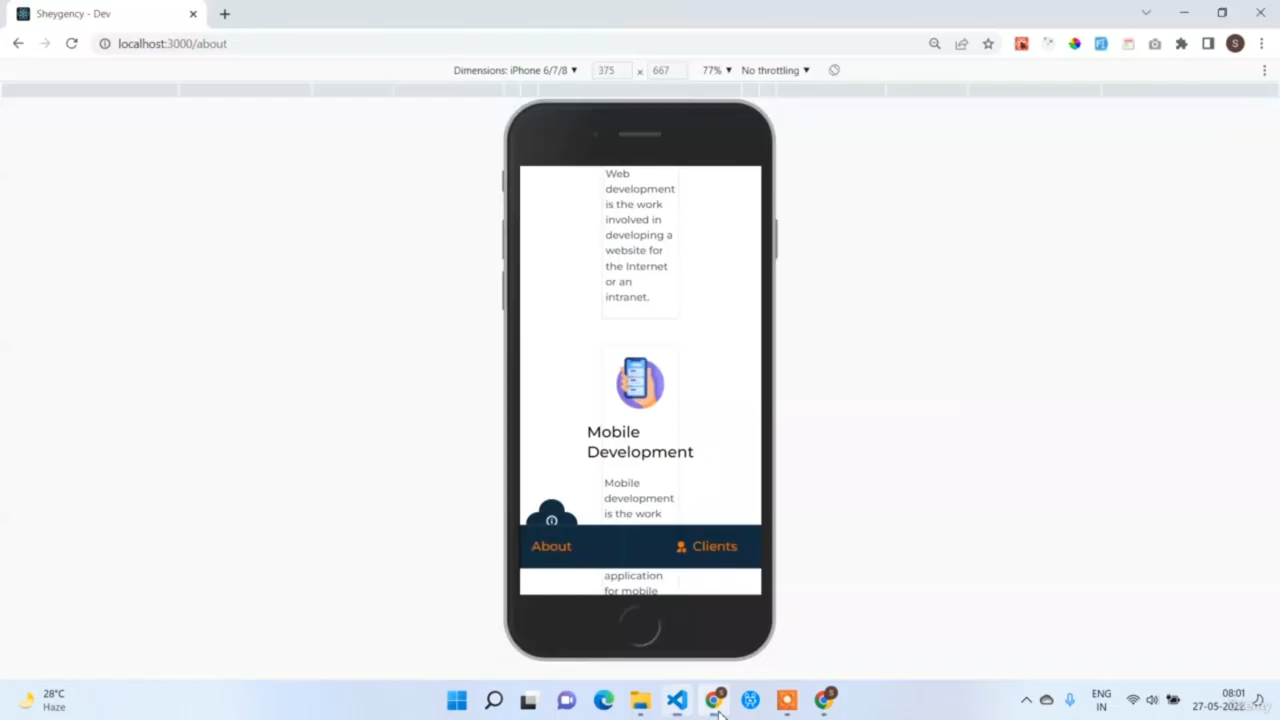 Sheygency - Dev
localhost:3000/about
Dimensions: iPhone 6/7/8 375 x 667 77% No throttling
Web
development
is the work
involved in
developing a
website for
the Internet
or an
intranet.
Mobile
Development
Mobile
development
is the work
About
Clients
application
for mobile
28°C
Haze
ENG
IN
08:01
27-05-2022